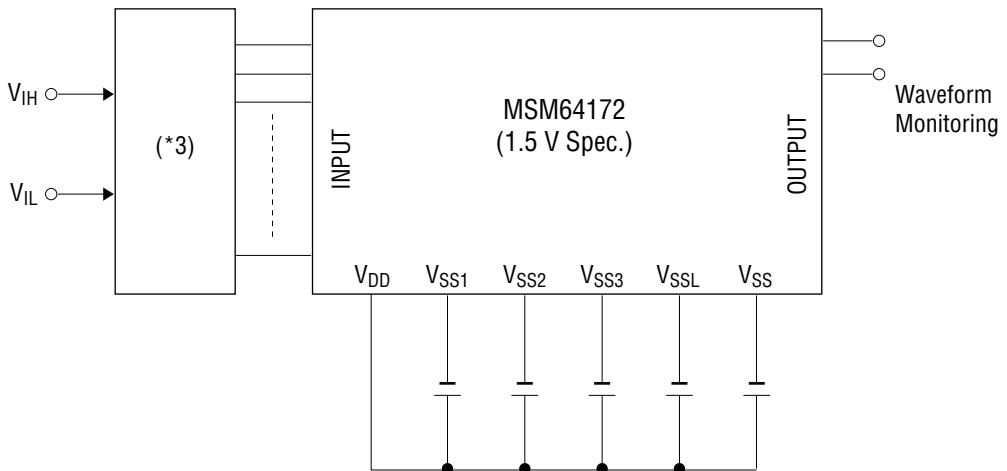 MSM64172
(1.5 V Spec.)
V_IH
(*3)
V_IL
INPUT
OUTPUT
Waveform
Monitoring
V_DD V_SS1 V_SS2 V_SS3 V_SSL V_SS